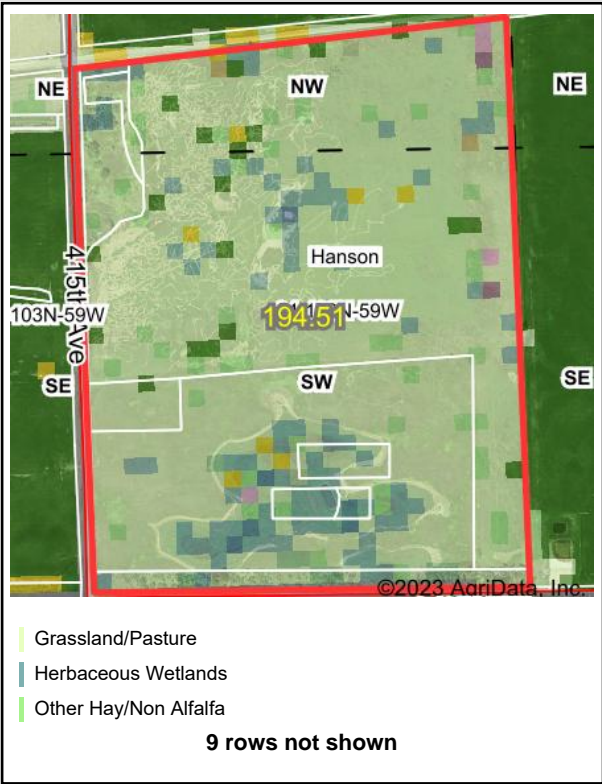 NE
NW
NE
415th Ave
Hanson
103N-59W
194.51
N-59W
SE
SW
SE
©2023 AgriData, Inc.
Grassland/Pasture
Herbaceous Wetlands
Other Hay/Non Alfalfa
9 rows not shown